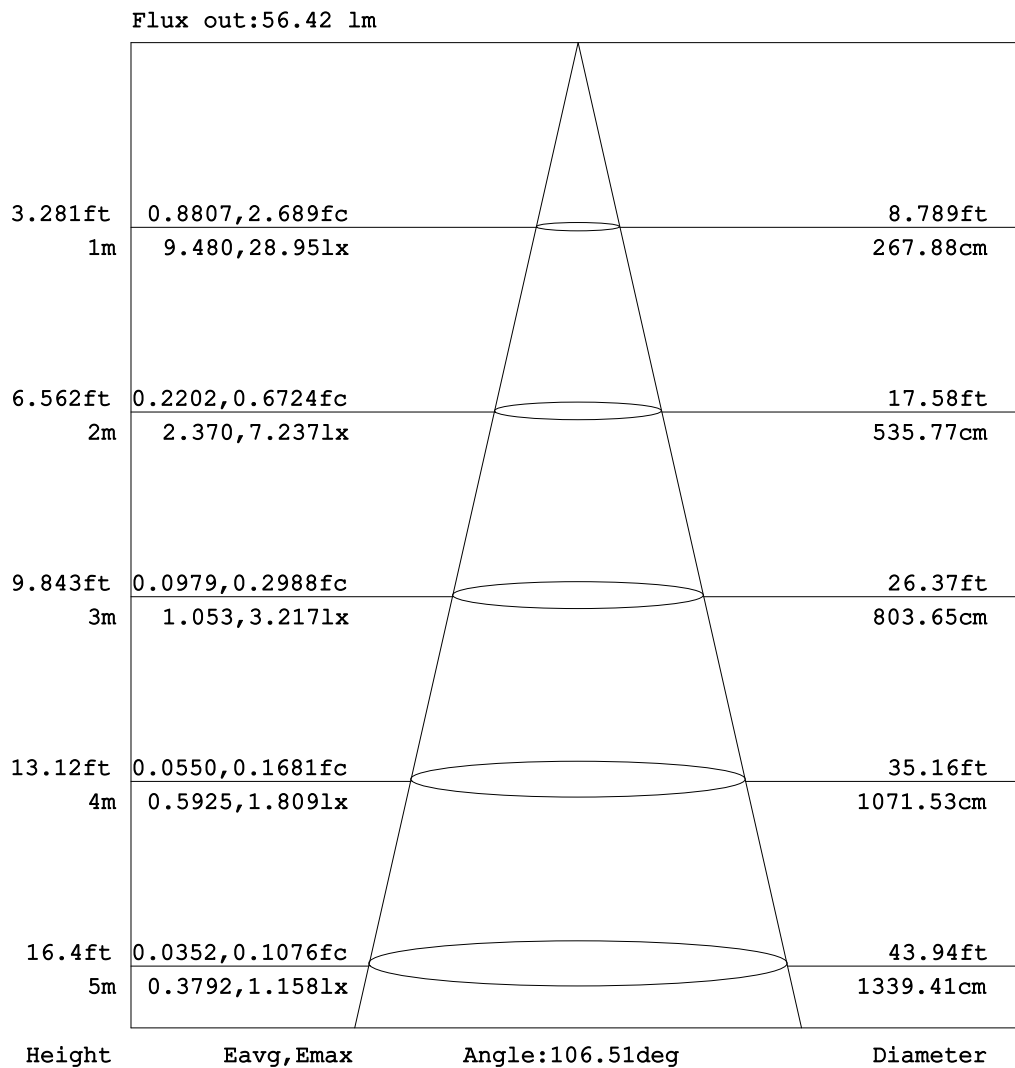 Flux out:56.42 lm
3.281ft 0.8807,2.689fc 8.789ft
1m 9.480,28.95lx 267.88cm
6.562ft 0.2202,0.6724fc 17.58ft
2m 2.370,7.237lx 535.77cm
9.843ft 0.0979,0.2988fc 26.37ft
3m 1.053,3.217lx 803.65cm
13.12ft 0.0550,0.1681fc 35.16ft
4m 0.5925,1.809lx 1071.53cm
16.4ft 0.0352,0.1076fc 43.94ft
5m 0.3792,1.158lx 1339.41cm
Height Eavg,Emax Angle:106.51deg Diameter